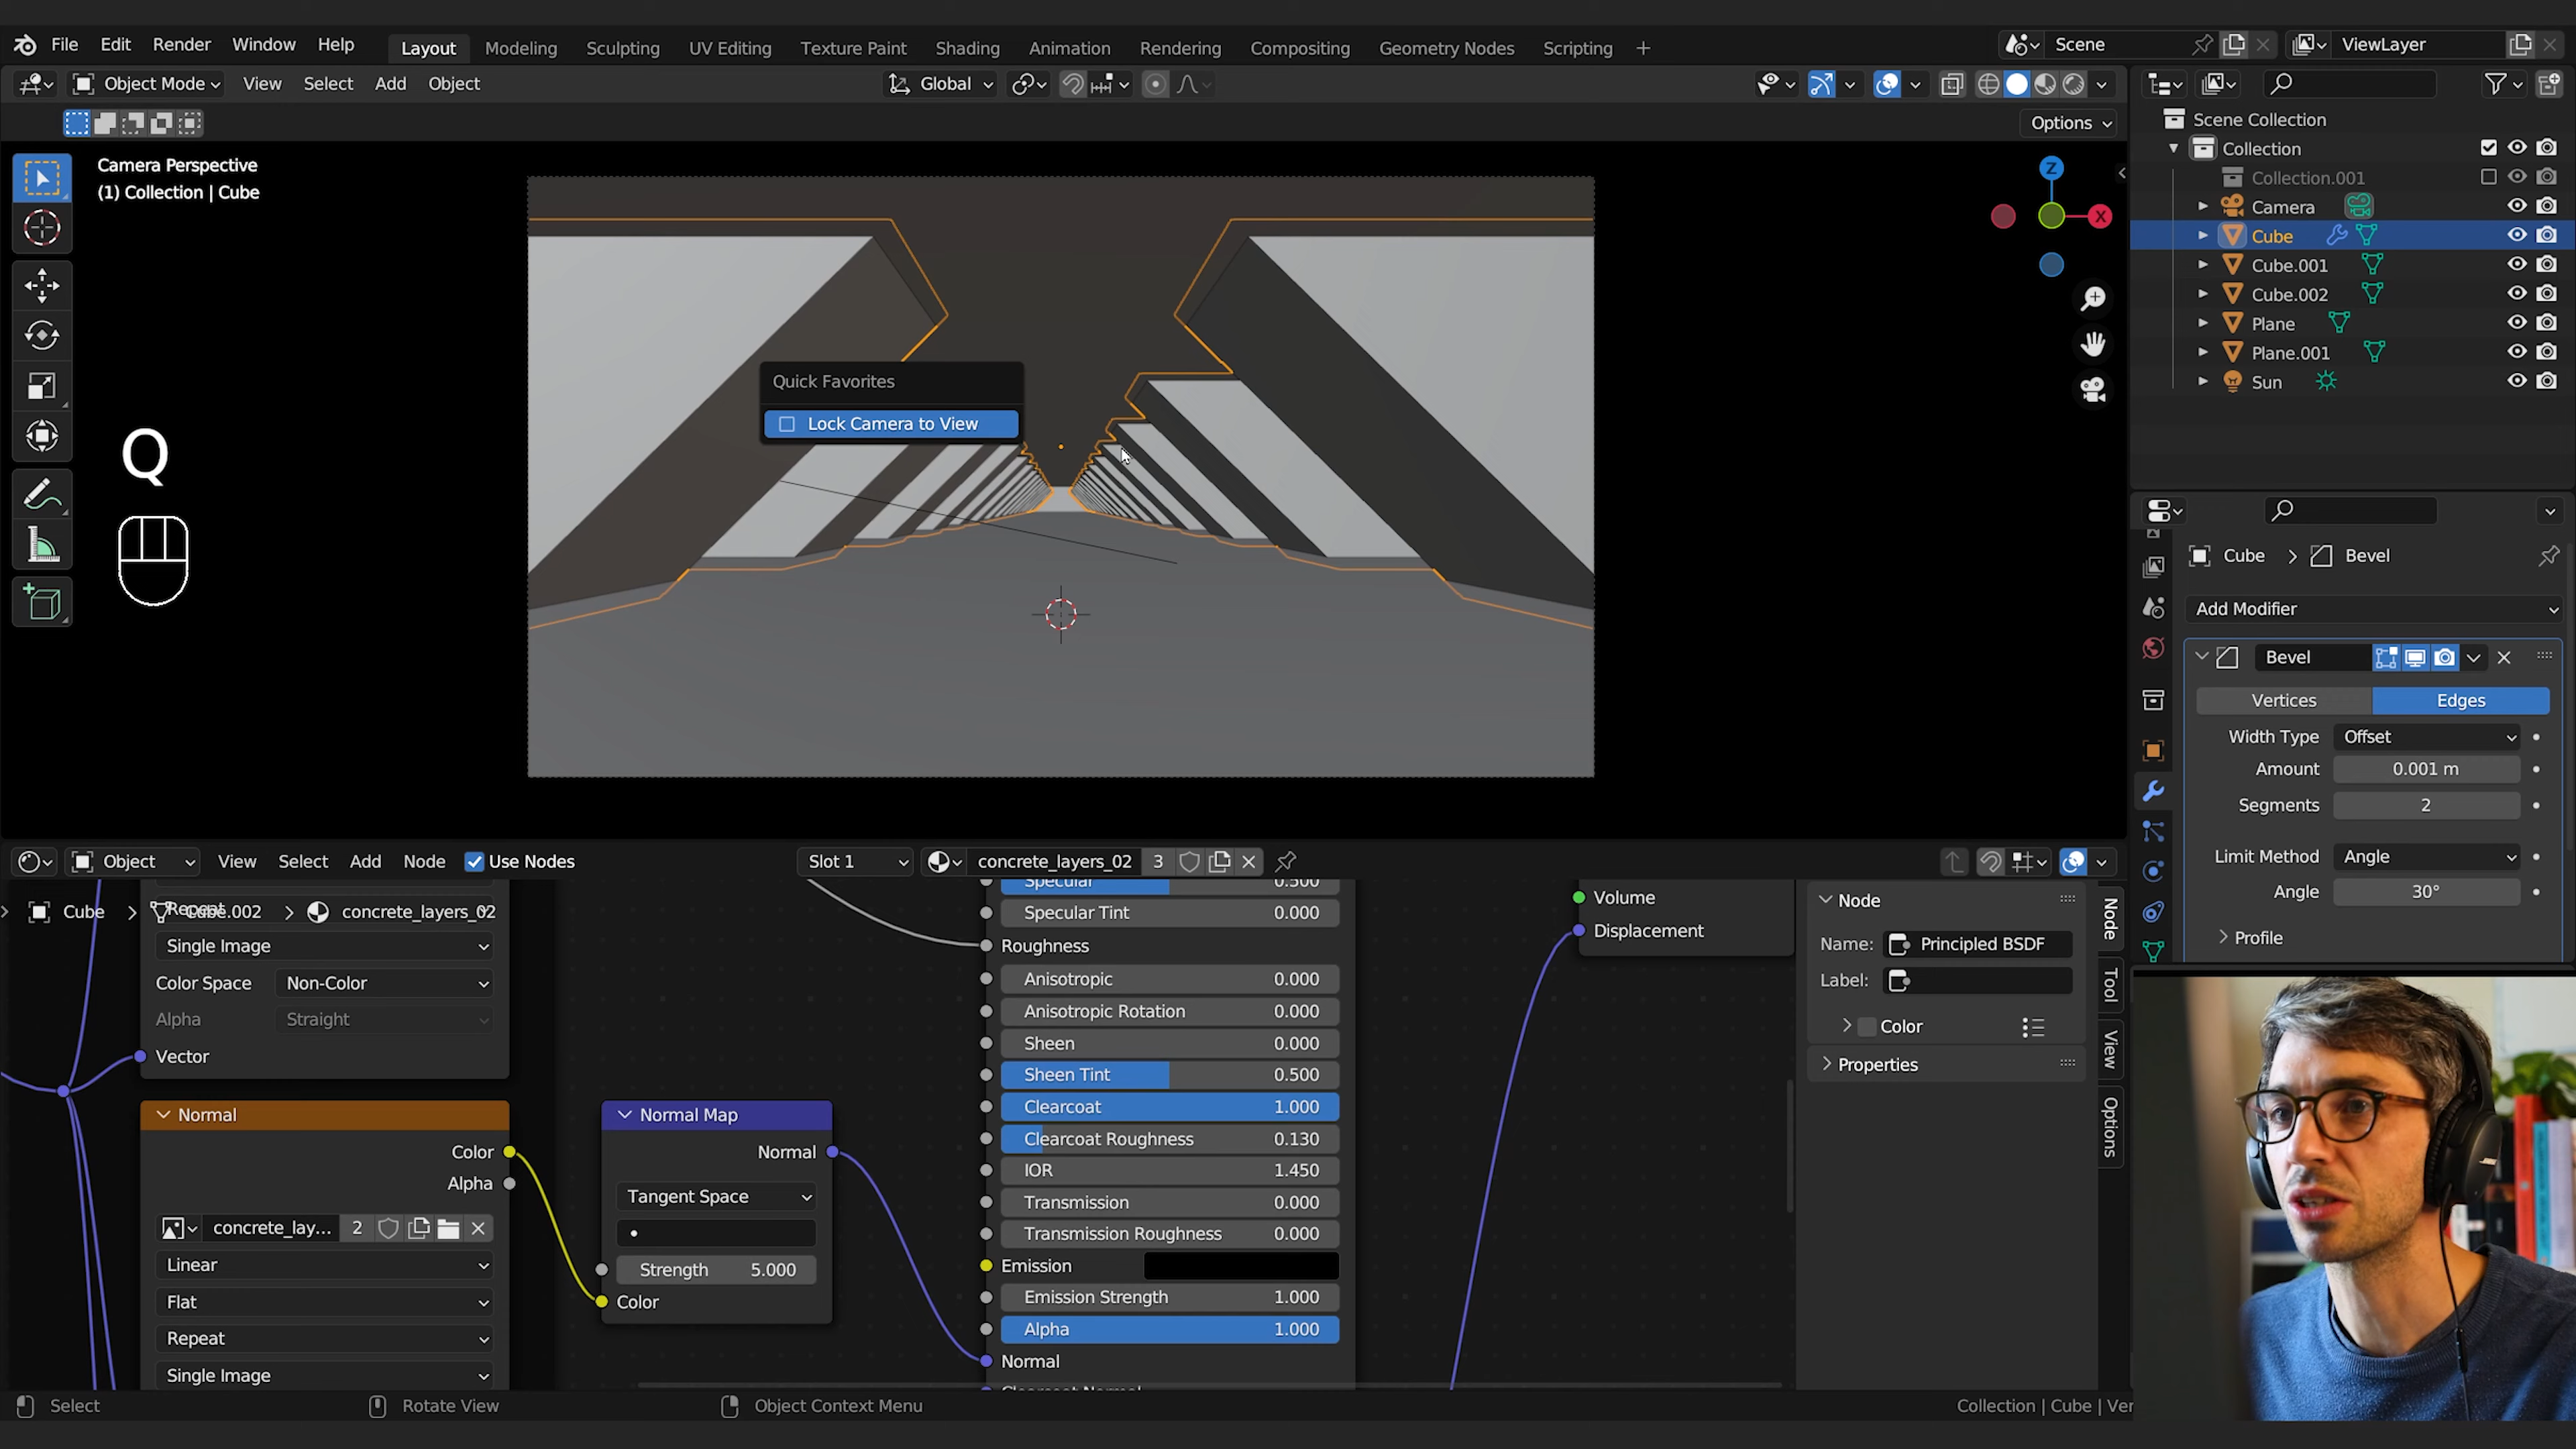 File Edit Render Window Help Layout Modeling Sculpting UV Editing Texture Paint Shading Animation Rendering Compositing Geometry Nodes Scripting + Scene ViewLayer
Object Mode View Select Add Object Global
Options
Camera Perspective
(1) Collection | Cube
Z
X
Quick Favorites
Lock Camera to View
Q
Scene Collection
Collection
Collection.001
Camera
Cube
Cube.001
Cube.002
Plane
Plane.001
Sun
Cube > Bevel
Add Modifier
Bevel
Vertices Edges
Width Type Offset
Amount 0.001 m
Segments 2
Limit Method Angle
Angle 30°
Profile
Object View Select Add Node Use Nodes Slot 1 concrete_layers_02 3
Cube > Cube.002 > concrete_layers_02
Repeat
Single Image
Color Space Non-Color
Alpha Straight
Vector
Normal
Color
Alpha
concrete_lay... 2
Linear
Flat
Repeat
Single Image
Normal Map
Normal
Tangent Space
Strength 5.000
Color
Specular 0.500
Specular Tint 0.000
Roughness
Anisotropic 0.000
Anisotropic Rotation 0.000
Sheen 0.000
Sheen Tint 0.500
Clearcoat 1.000
Clearcoat Roughness 0.130
IOR 1.450
Transmission 0.000
Transmission Roughness 0.000
Emission
Emission Strength 1.000
Alpha 1.000
Normal
Clearcoat Normal
Volume
Displacement
Node
Name: Principled BSDF
Label:
Color
Properties
Node
Tool
View
Options
Select Rotate View Object Context Menu Collection | Cube | Ver